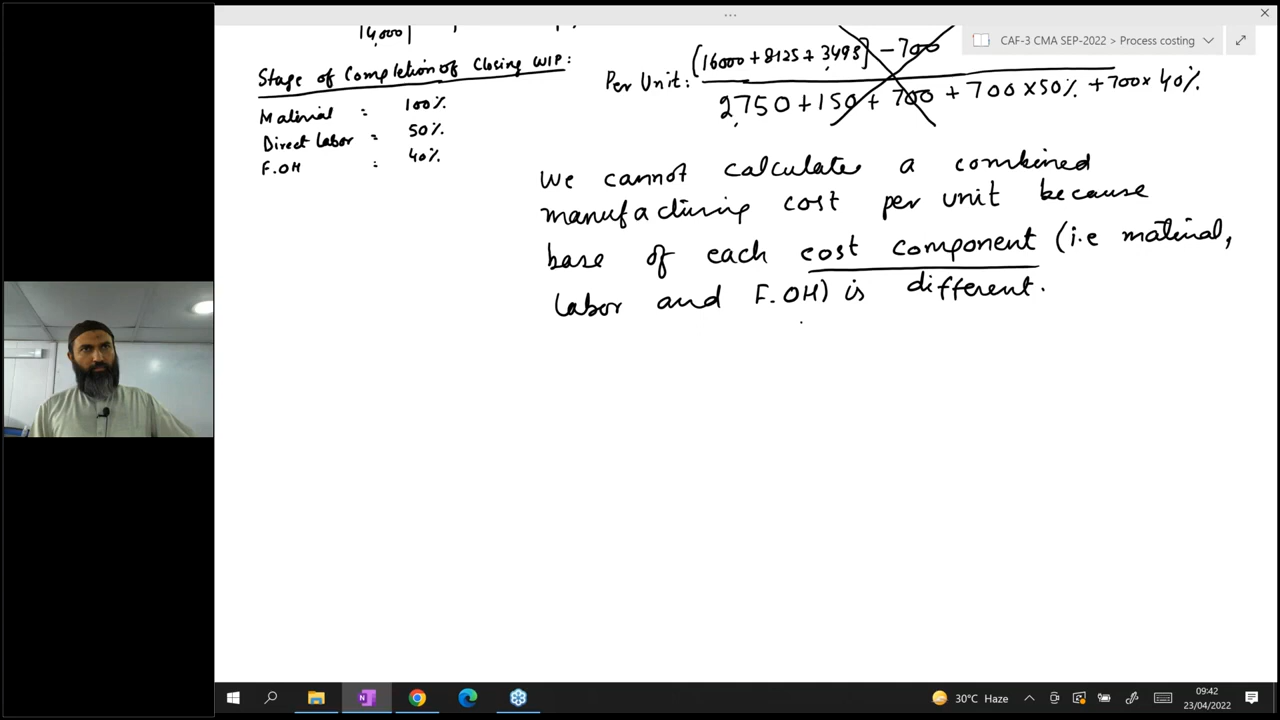 14,000
CAF-3 CMA SEP-2022 > Process costing
Stage of Completion of Closing WIP:
Material = 100%
Direct Labor = 50%
F.OH : 40%
Per Unit: (16000 + 8125 + 3498) - 700
2,750 + 150 + 700 + 700 x 50% + 700 x 40%
We cannot calculate a combined
manufacturing cost per unit because
base of each cost component (i.e material,
labor and F.OH) is different.
30°C Haze
09:42
23/04/2022